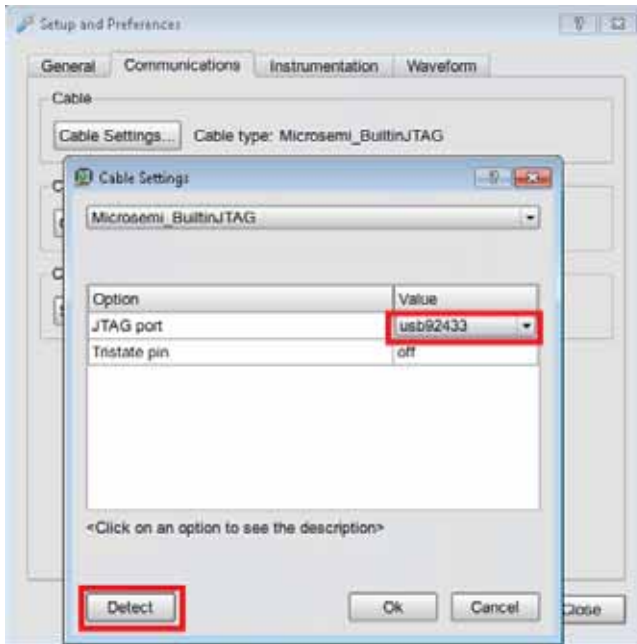 Setup and Preferences
General Communications Instrumentation Waveform
Cable
Cable Settings... Cable type: Microsemi_BuiltinJTAG
Cable Settings
Microsemi_BuiltinJTAG
Option Value
JTAG port usb92433
Tristate pin off
<Click on an option to see the description>
Detect Ok Cancel Close